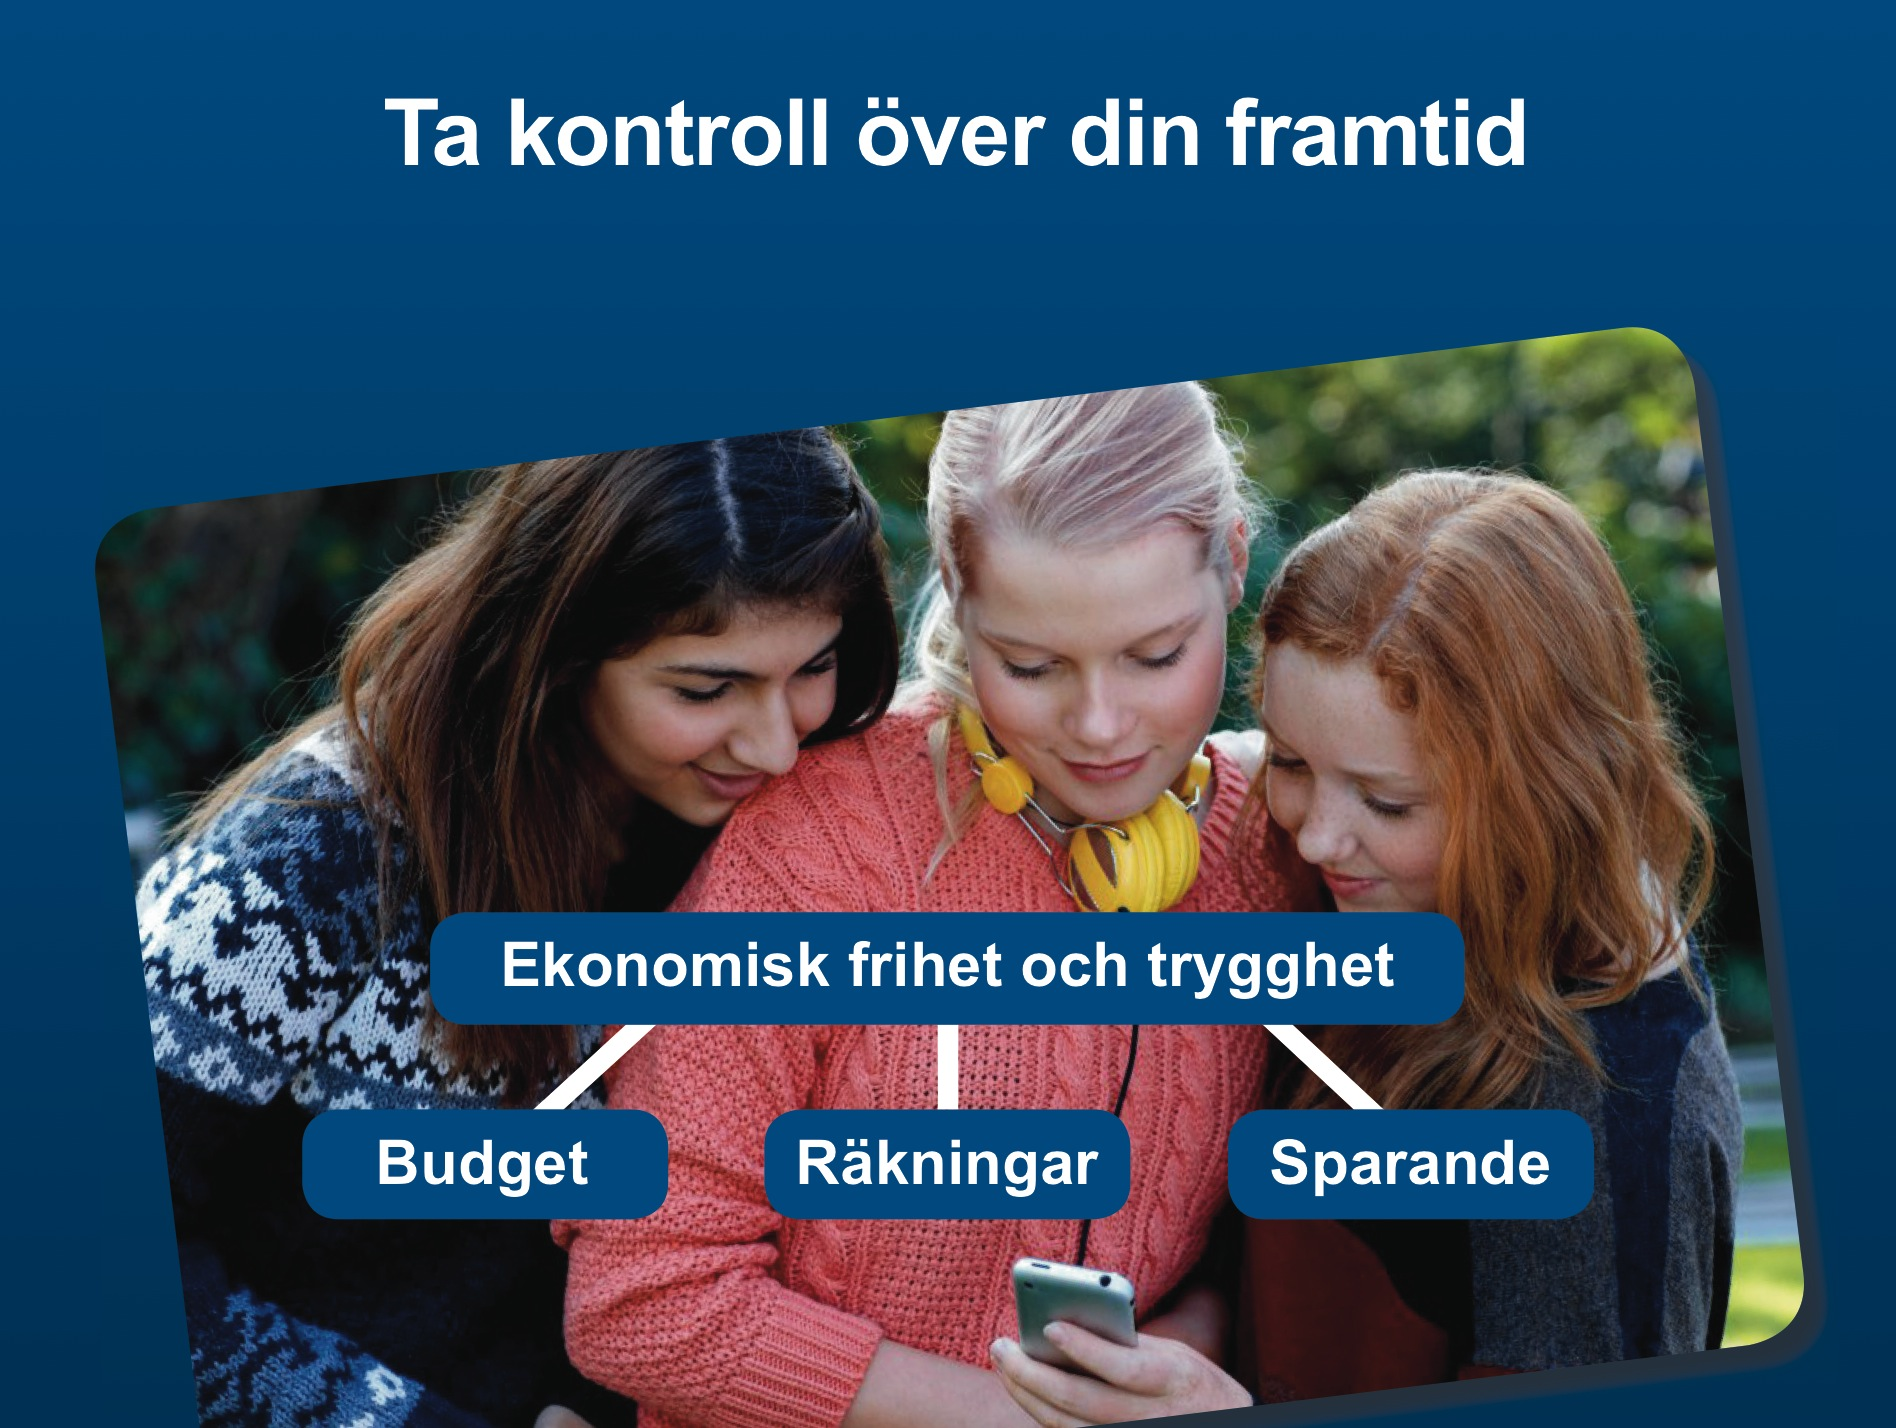 Ta kontroll över din framtid
Ekonomisk frihet och trygghet
Budget
Räkningar
Sparande